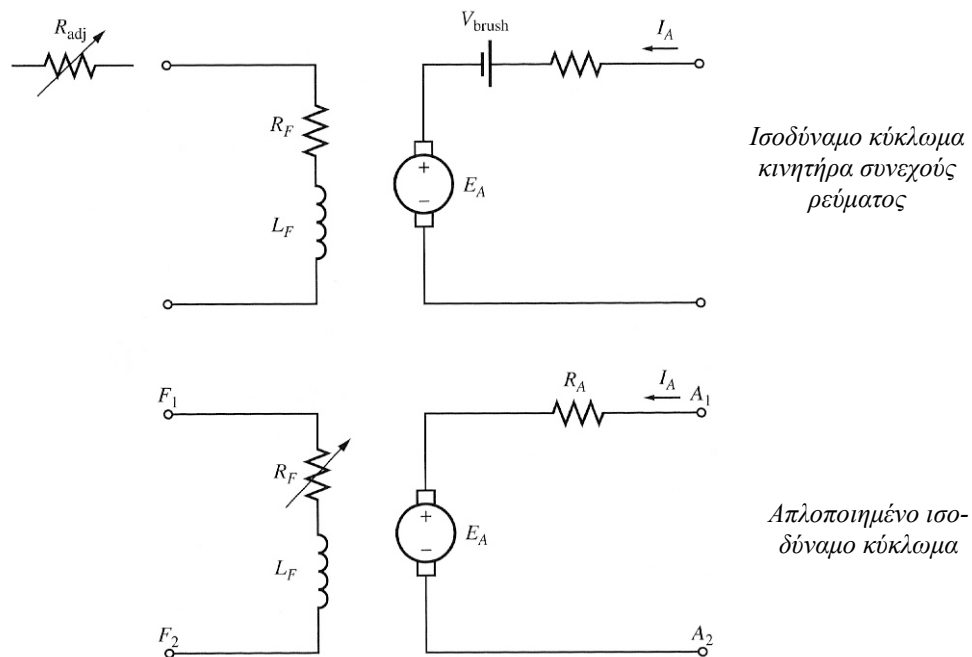 R_adj
V_brush
I_A
R_F
+
E_A
−
L_F
Ισοδύναμο κύκλωμα
κινητήρα συνεχούς
ρεύματος
F_1
R_A
I_A
A_1
R_F
+
E_A
−
L_F
Απλοποιημένο ισο-
δύναμο κύκλωμα
F_2
A_2